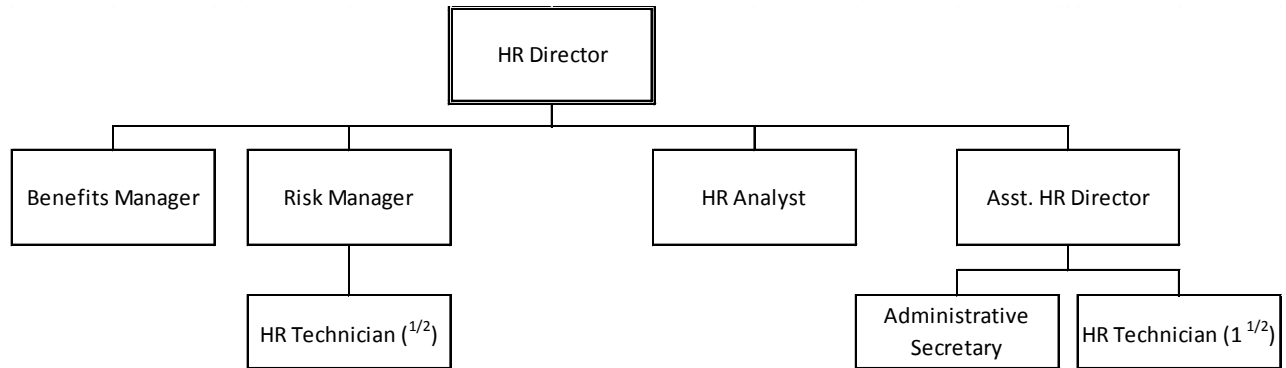 HR Director
Benefits Manager
Risk Manager
HR Analyst
Asst. HR Director
HR Technician (1/2)
Administrative
Secretary
HR Technician (1 1/2)